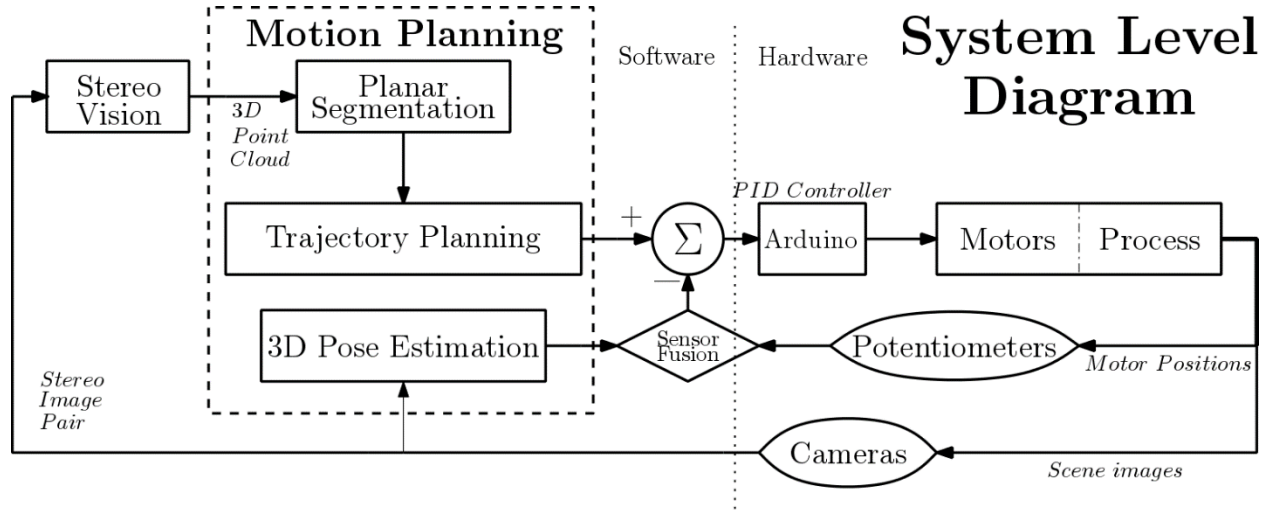 System Level
Diagram
Motion Planning
Software
Hardware
Stereo
Vision
3D
Point
Cloud
Planar
Segmentation
PID Controller
Trajectory Planning
+
Σ
−
Arduino
Motors
Process
3D Pose Estimation
Sensor
Fusion
Potentiometers
Motor Positions
Stereo
Image
Pair
Cameras
Scene images